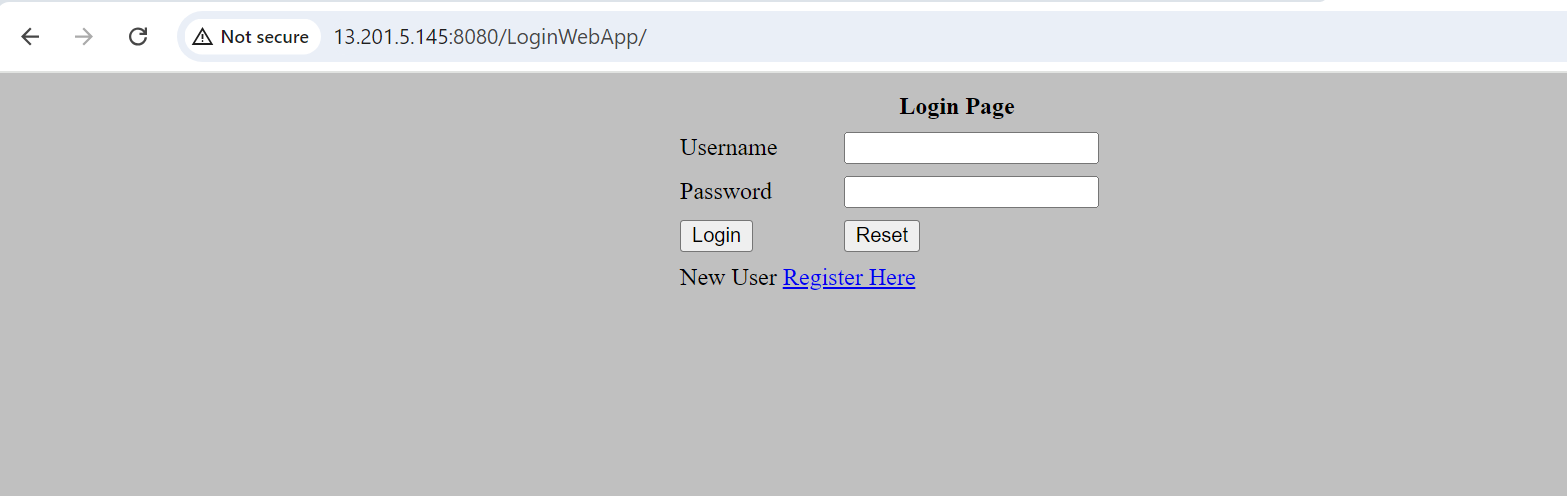 Not secure 13.201.5.145:8080/LoginWebApp/
Login Page
Username
Password
Login Reset
New User Register Here